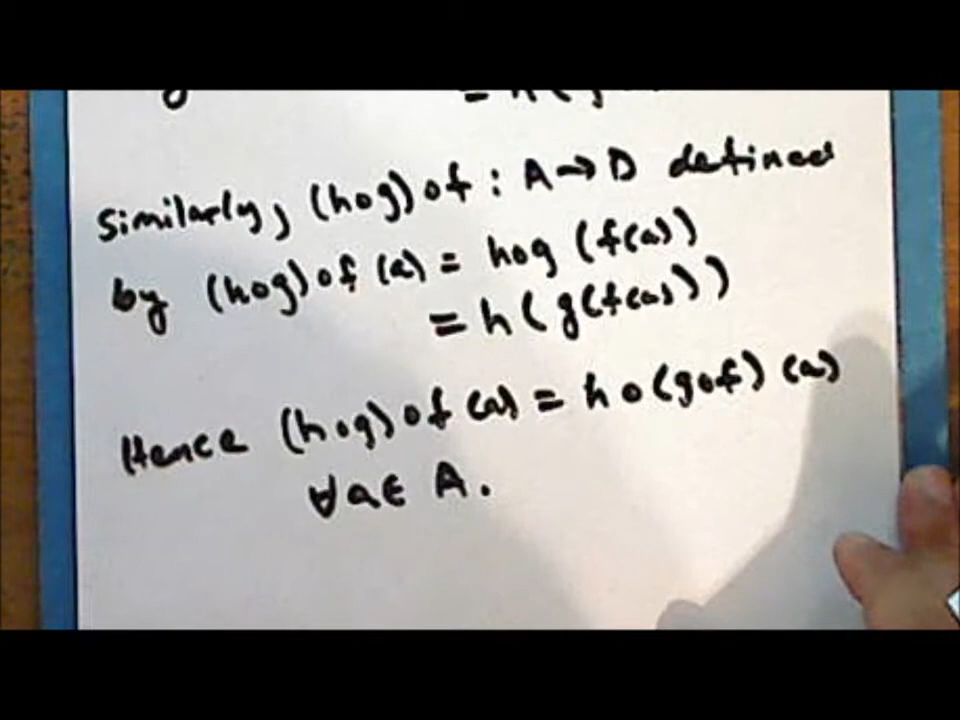 = h(g
Similarly, (hog)of : A→D defined
by (hog)of (a) = hog (f(a))
= h(g(f(a)))
Hence (hog)of (a) = ho(gof) (a)
∀a∈ A.